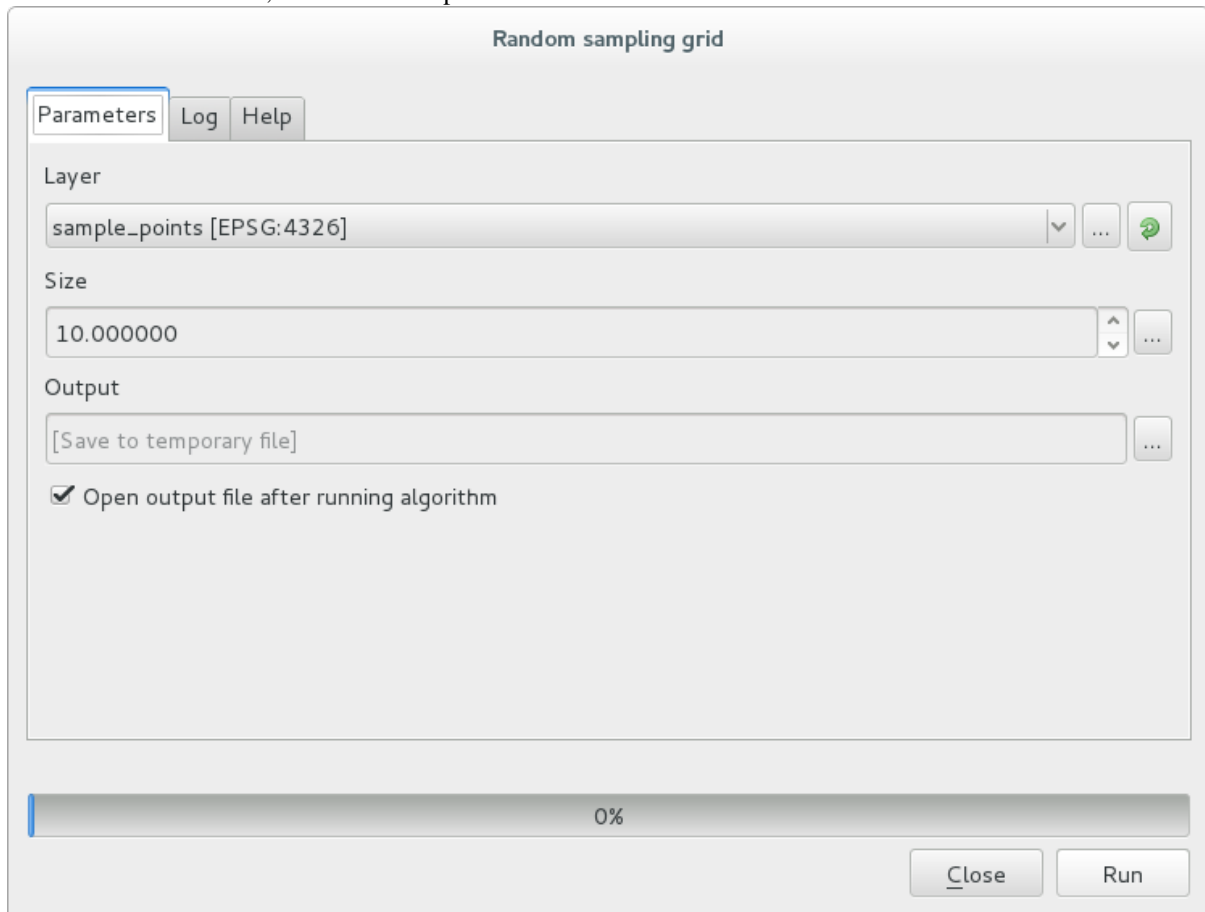 Random sampling grid
Parameters Log Help
Layer
sample_points [EPSG:4326] ...
Size
10.000000 ...
Output
[Save to temporary file] ...
Open output file after running algorithm
0%
Close Run